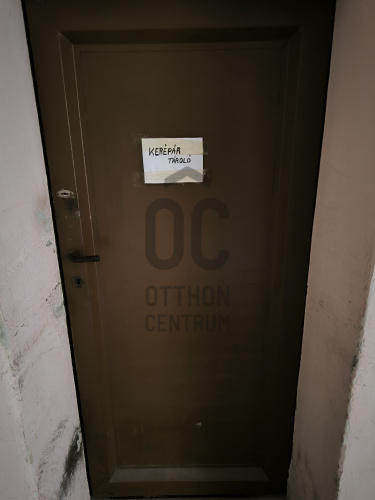 KERÉPÁR
TÁROLÓ
OC
OTTHON
CENTRUM